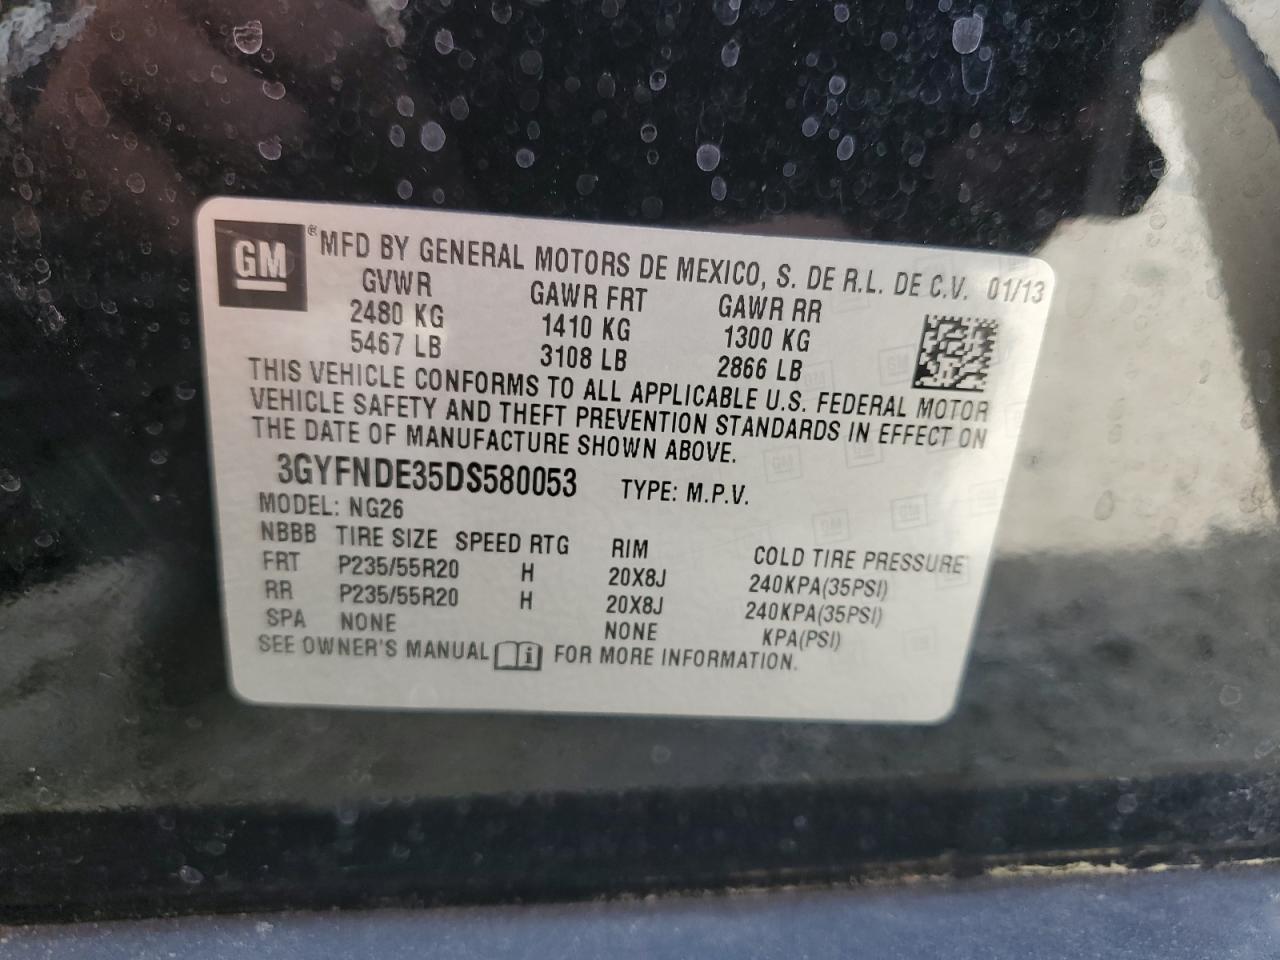 GM ® MFD BY GENERAL MOTORS DE MEXICO, S. DE R.L. DE C.V. 01/13
GVWR GAWR FRT GAWR RR
2480 KG 1410 KG 1300 KG
5467 LB 3108 LB 2866 LB
THIS VEHICLE CONFORMS TO ALL APPLICABLE U.S. FEDERAL MOTOR
VEHICLE SAFETY AND THEFT PREVENTION STANDARDS IN EFFECT ON
THE DATE OF MANUFACTURE SHOWN ABOVE.
3GYFNDE35DS580053 TYPE: M.P.V.
MODEL: NG26
NBBB TIRE SIZE SPEED RTG RIM COLD TIRE PRESSURE
FRT P235/55R20 H 20X8J 240KPA(35PSI)
RR P235/55R20 H 20X8J 240KPA(35PSI)
SPA NONE NONE KPA(PSI)
SEE OWNER'S MANUAL i FOR MORE INFORMATION.